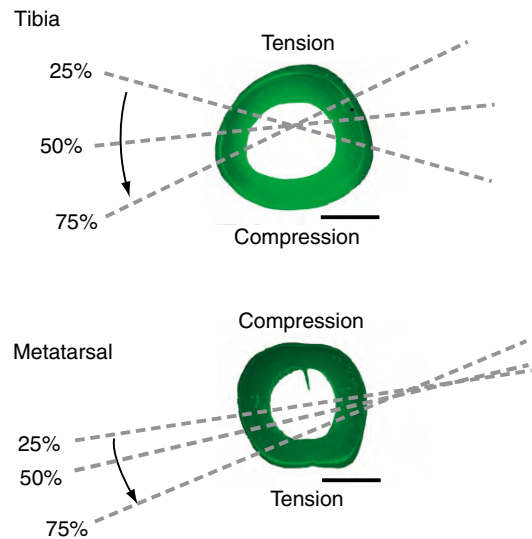 Tibia
Tension
25%
50%
75%
Compression
Compression
Metatarsal
25%
50%
75%
Tension